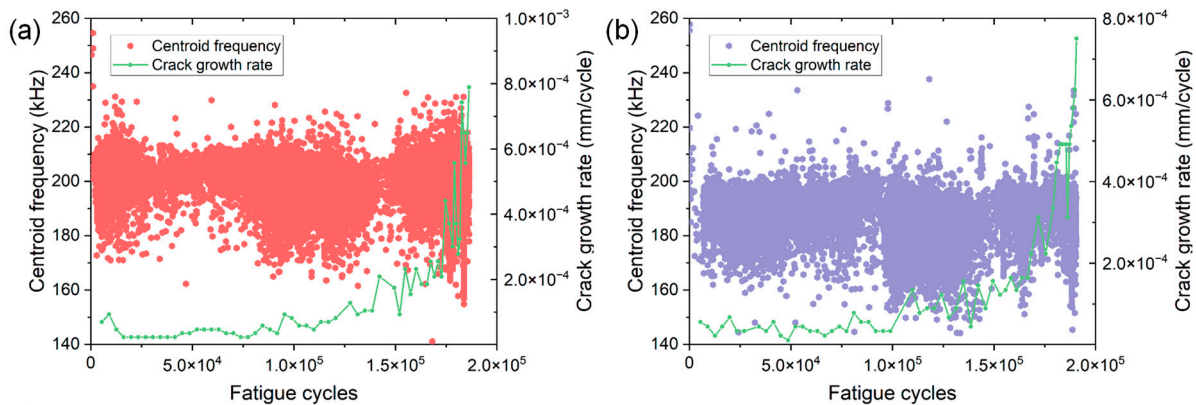 (a)
260
240
220
200
180
160
140
Centroid frequency (kHz)
Centroid frequency
Crack growth rate
1.0×10⁻³
8.0×10⁻⁴
6.0×10⁻⁴
4.0×10⁻⁴
2.0×10⁻⁴
Crack growth rate (mm/cycle)
0
5.0×10⁴
1.0×10⁵
1.5×10⁵
2.0×10⁵
Fatigue cycles
(b)
260
240
220
200
180
160
140
Centroid frequency (kHz)
Centroid frequency
Crack growth rate
8.0×10⁻⁴
6.0×10⁻⁴
4.0×10⁻⁴
2.0×10⁻⁴
Crack growth rate (mm/cycle)
0
5.0×10⁴
1.0×10⁵
1.5×10⁵
2.0×10⁵
Fatigue cycles